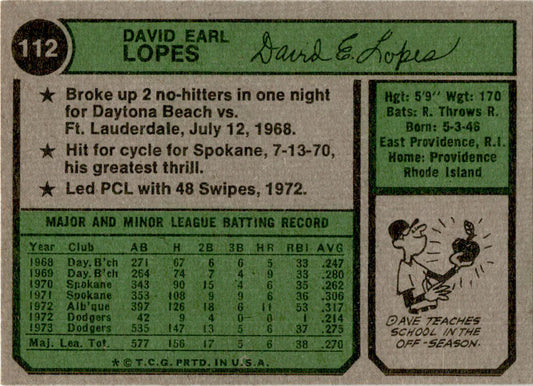 112
DAVID EARL
LOPES
David E. Lopes
★ Broke up 2 no-hitters in one night
for Daytona Beach vs.
Ft. Lauderdale, July 12, 1968.
★ Hit for cycle for Spokane, 7-13-70,
his greatest thrill.
★ Led PCL with 48 Swipes, 1972.
Hgt: 5'9" Wgt: 170
Bats: R. Throws R.
Born: 5-3-46
East Providence, R.I.
Home: Providence
Rhode Island
MAJOR AND MINOR LEAGUE BATTING RECORD
Year Club AB H 2B 3B HR RBI AVG
1968 Day. B'ch 271 67 6 6 5 33 .247
1969 Day. B'ch 264 74 7 4 9 33 .280
1970 Spokane 343 90 15 4 6 35 .262
1971 Spokane 353 108 9 9 6 36 .306
1972 Alb'que 397 126 18 6 11 53 .317
1972 Dodgers 42 9 4 0 0 1 .214
1973 Dodgers 535 147 13 5 6 37 .275
Maj. Lea. Tot. 577 156 17 5 6 38 .270
* © T.C.G. PRTD. IN U.S.A.
DAVE TEACHES
SCHOOL IN THE
OFF-SEASON.